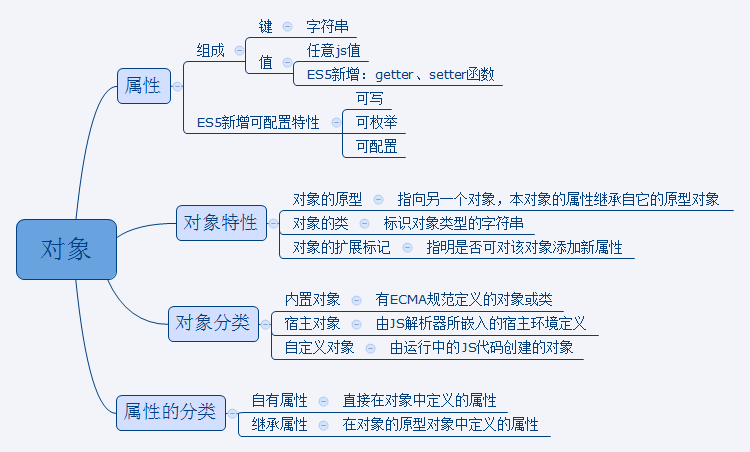 对象
属性
组成
键
字符串
值
任意js值
ES5新增：getter、setter函数
ES5新增可配置特性
可写
可枚举
可配置
对象特性
对象的原型
指向另一个对象，本对象的属性继承自它的原型对象
对象的类
标识对象类型的字符串
对象的扩展标记
指明是否可对该对象添加新属性
对象分类
内置对象
有ECMA规范定义的对象或类
宿主对象
由JS解析器所嵌入的宿主环境定义
自定义对象
由运行中的JS代码创建的对象
属性的分类
自有属性
直接在对象中定义的属性
继承属性
在对象的原型对象中定义的属性